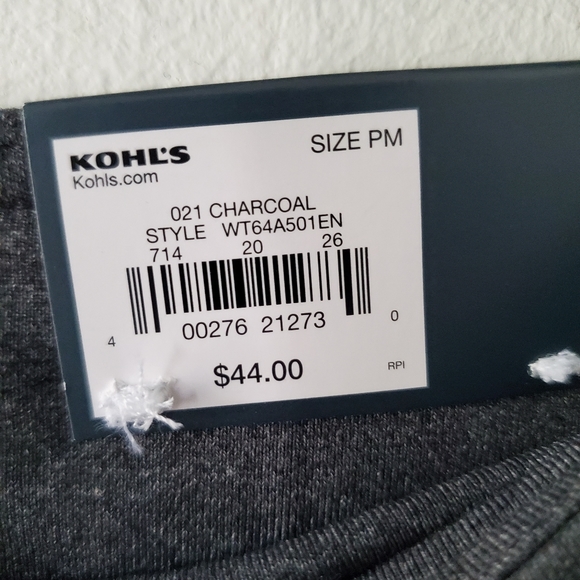 KOHL'S
Kohls.com
SIZE PM
021 CHARCOAL
STYLE WT64A501EN
714 20 26
4 00276 21273 0
$44.00
RPI